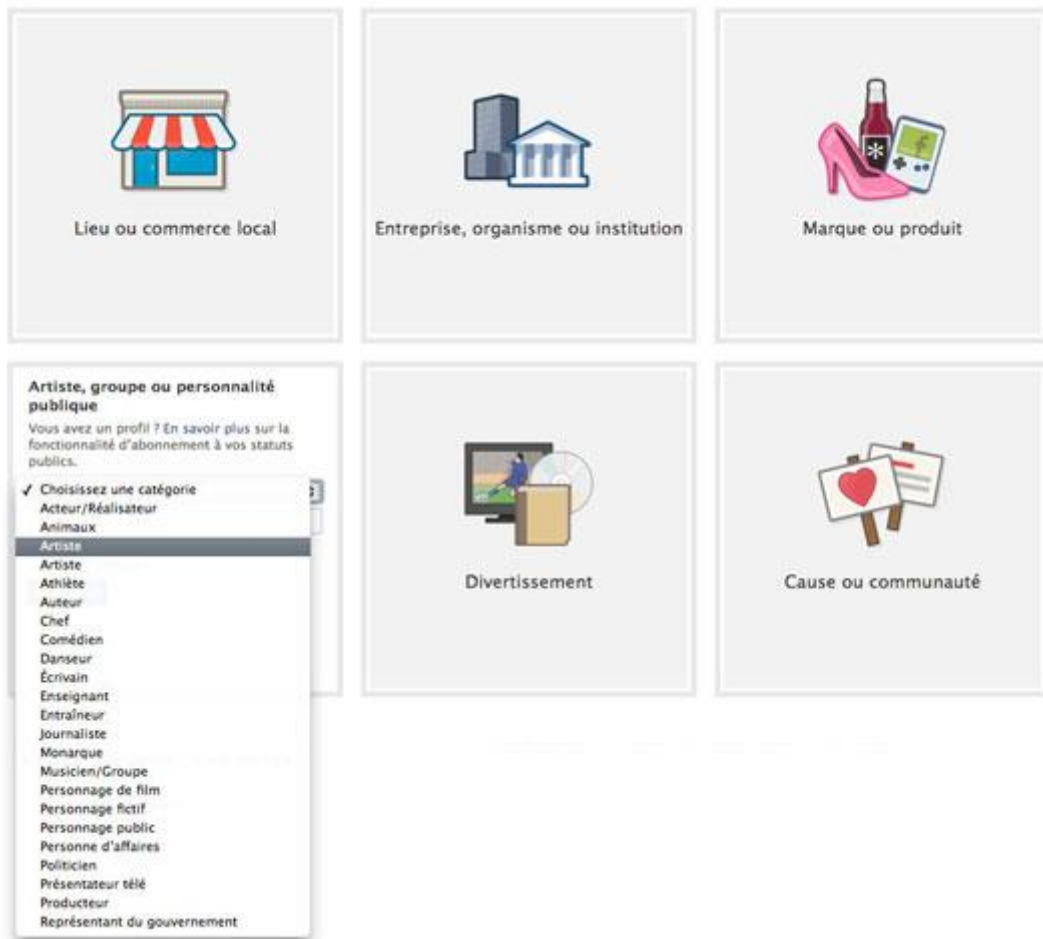 Lieu ou commerce local
Entreprise, organisme ou institution
Marque ou produit
Artiste, groupe ou personnalité
publique
Vous avez un profil ? En savoir plus sur la
fonctionnalité d'abonnement à vos statuts
publics.
✓ Choisissez une catégorie
Acteur/Réalisateur
Animaux
Artiste
Artiste
Athlète
Auteur
Chef
Comédien
Danseur
Écrivain
Enseignant
Entraîneur
Journaliste
Monarque
Musicien/Groupe
Personnage de film
Personnage fictif
Personnage public
Personne d'affaires
Politicien
Présentateur télé
Producteur
Représentant du gouvernement
Divertissement
Cause ou communauté